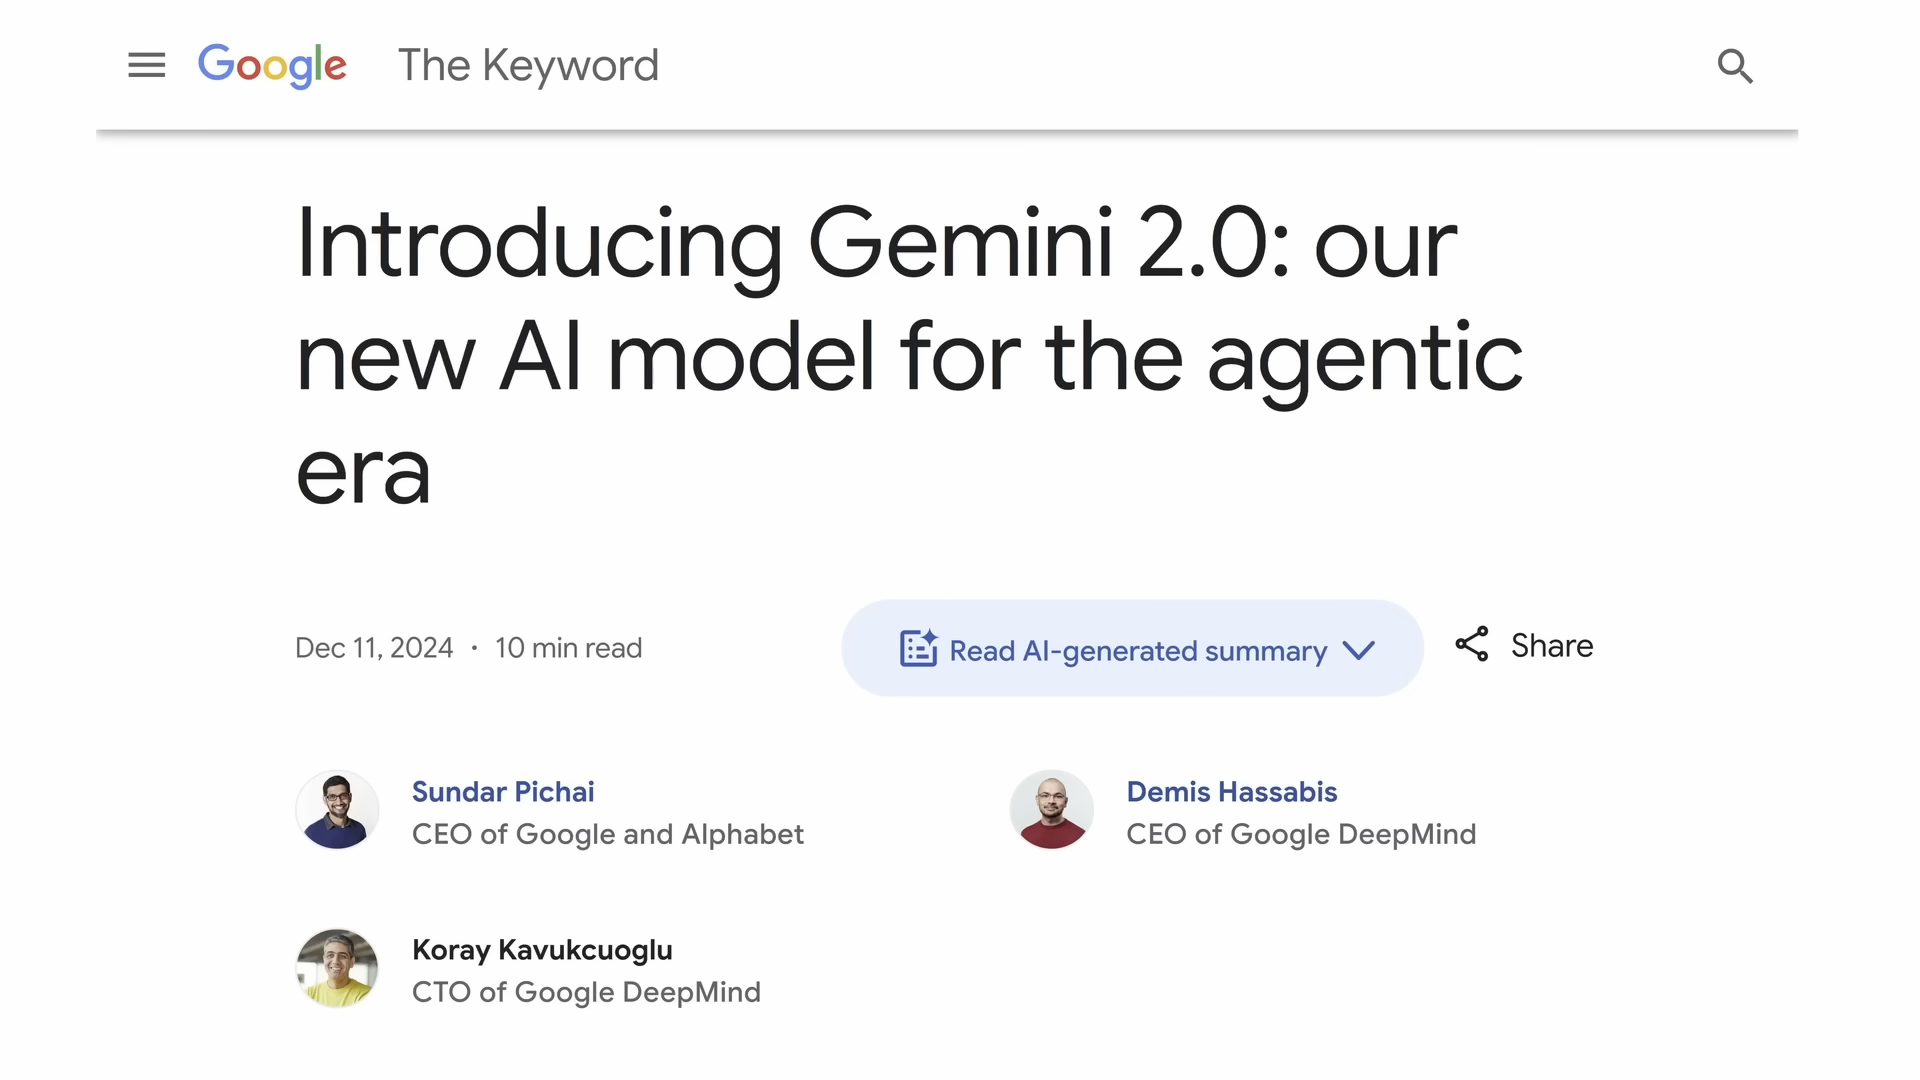 Google The Keyword
Introducing Gemini 2.0: our
new AI model for the agentic
era
Dec 11, 2024 · 10 min read
Read AI-generated summary
Share
Sundar Pichai
CEO of Google and Alphabet
Demis Hassabis
CEO of Google DeepMind
Koray Kavukcuoglu
CTO of Google DeepMind